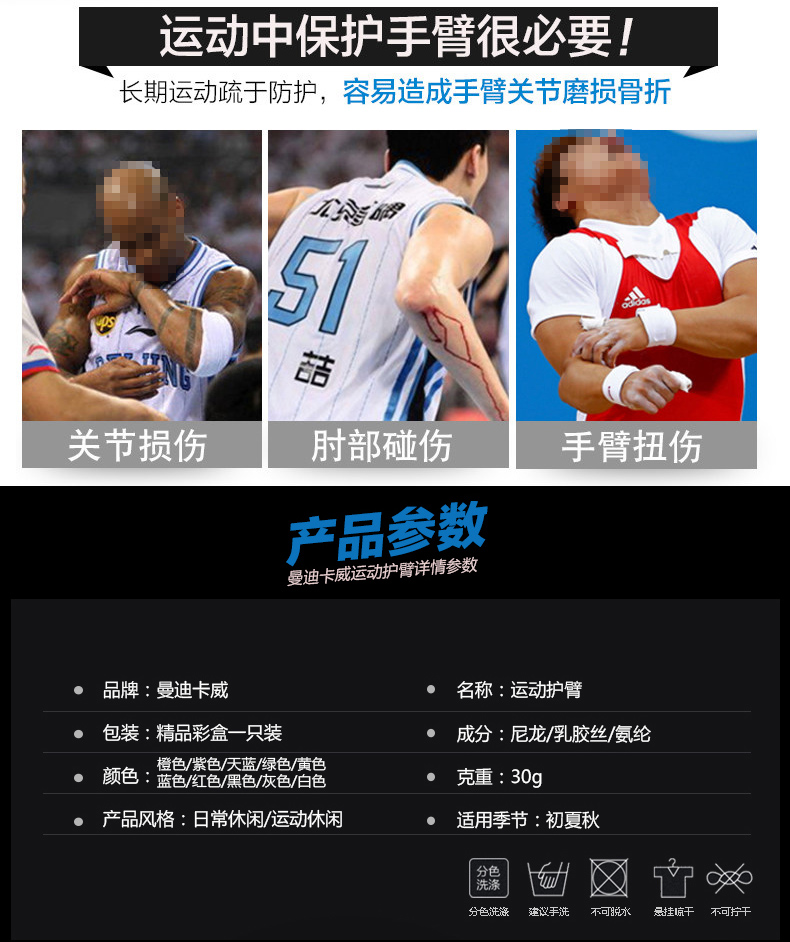 运动中保护手臂很必要!
长期运动疏于防护，容易造成手臂关节磨损骨折
ups
51
喆
adidas
关节损伤
肘部碰伤
手臂扭伤
产品参数
曼迪卡威运动护臂详情参数
品牌：曼迪卡威
名称：运动护臂
包装：精品彩盒一只装
成分：尼龙/乳胶丝/氨纶
颜色：橙色/紫色/天蓝/绿色/黄色
蓝色/红色/黑色/灰色/白色
克重：30g
产品风格：日常休闲/运动休闲
适用季节：初夏秋
分色
洗涤
分色洗涤
建议手洗
不可脱水
悬挂晾干
不可拧干